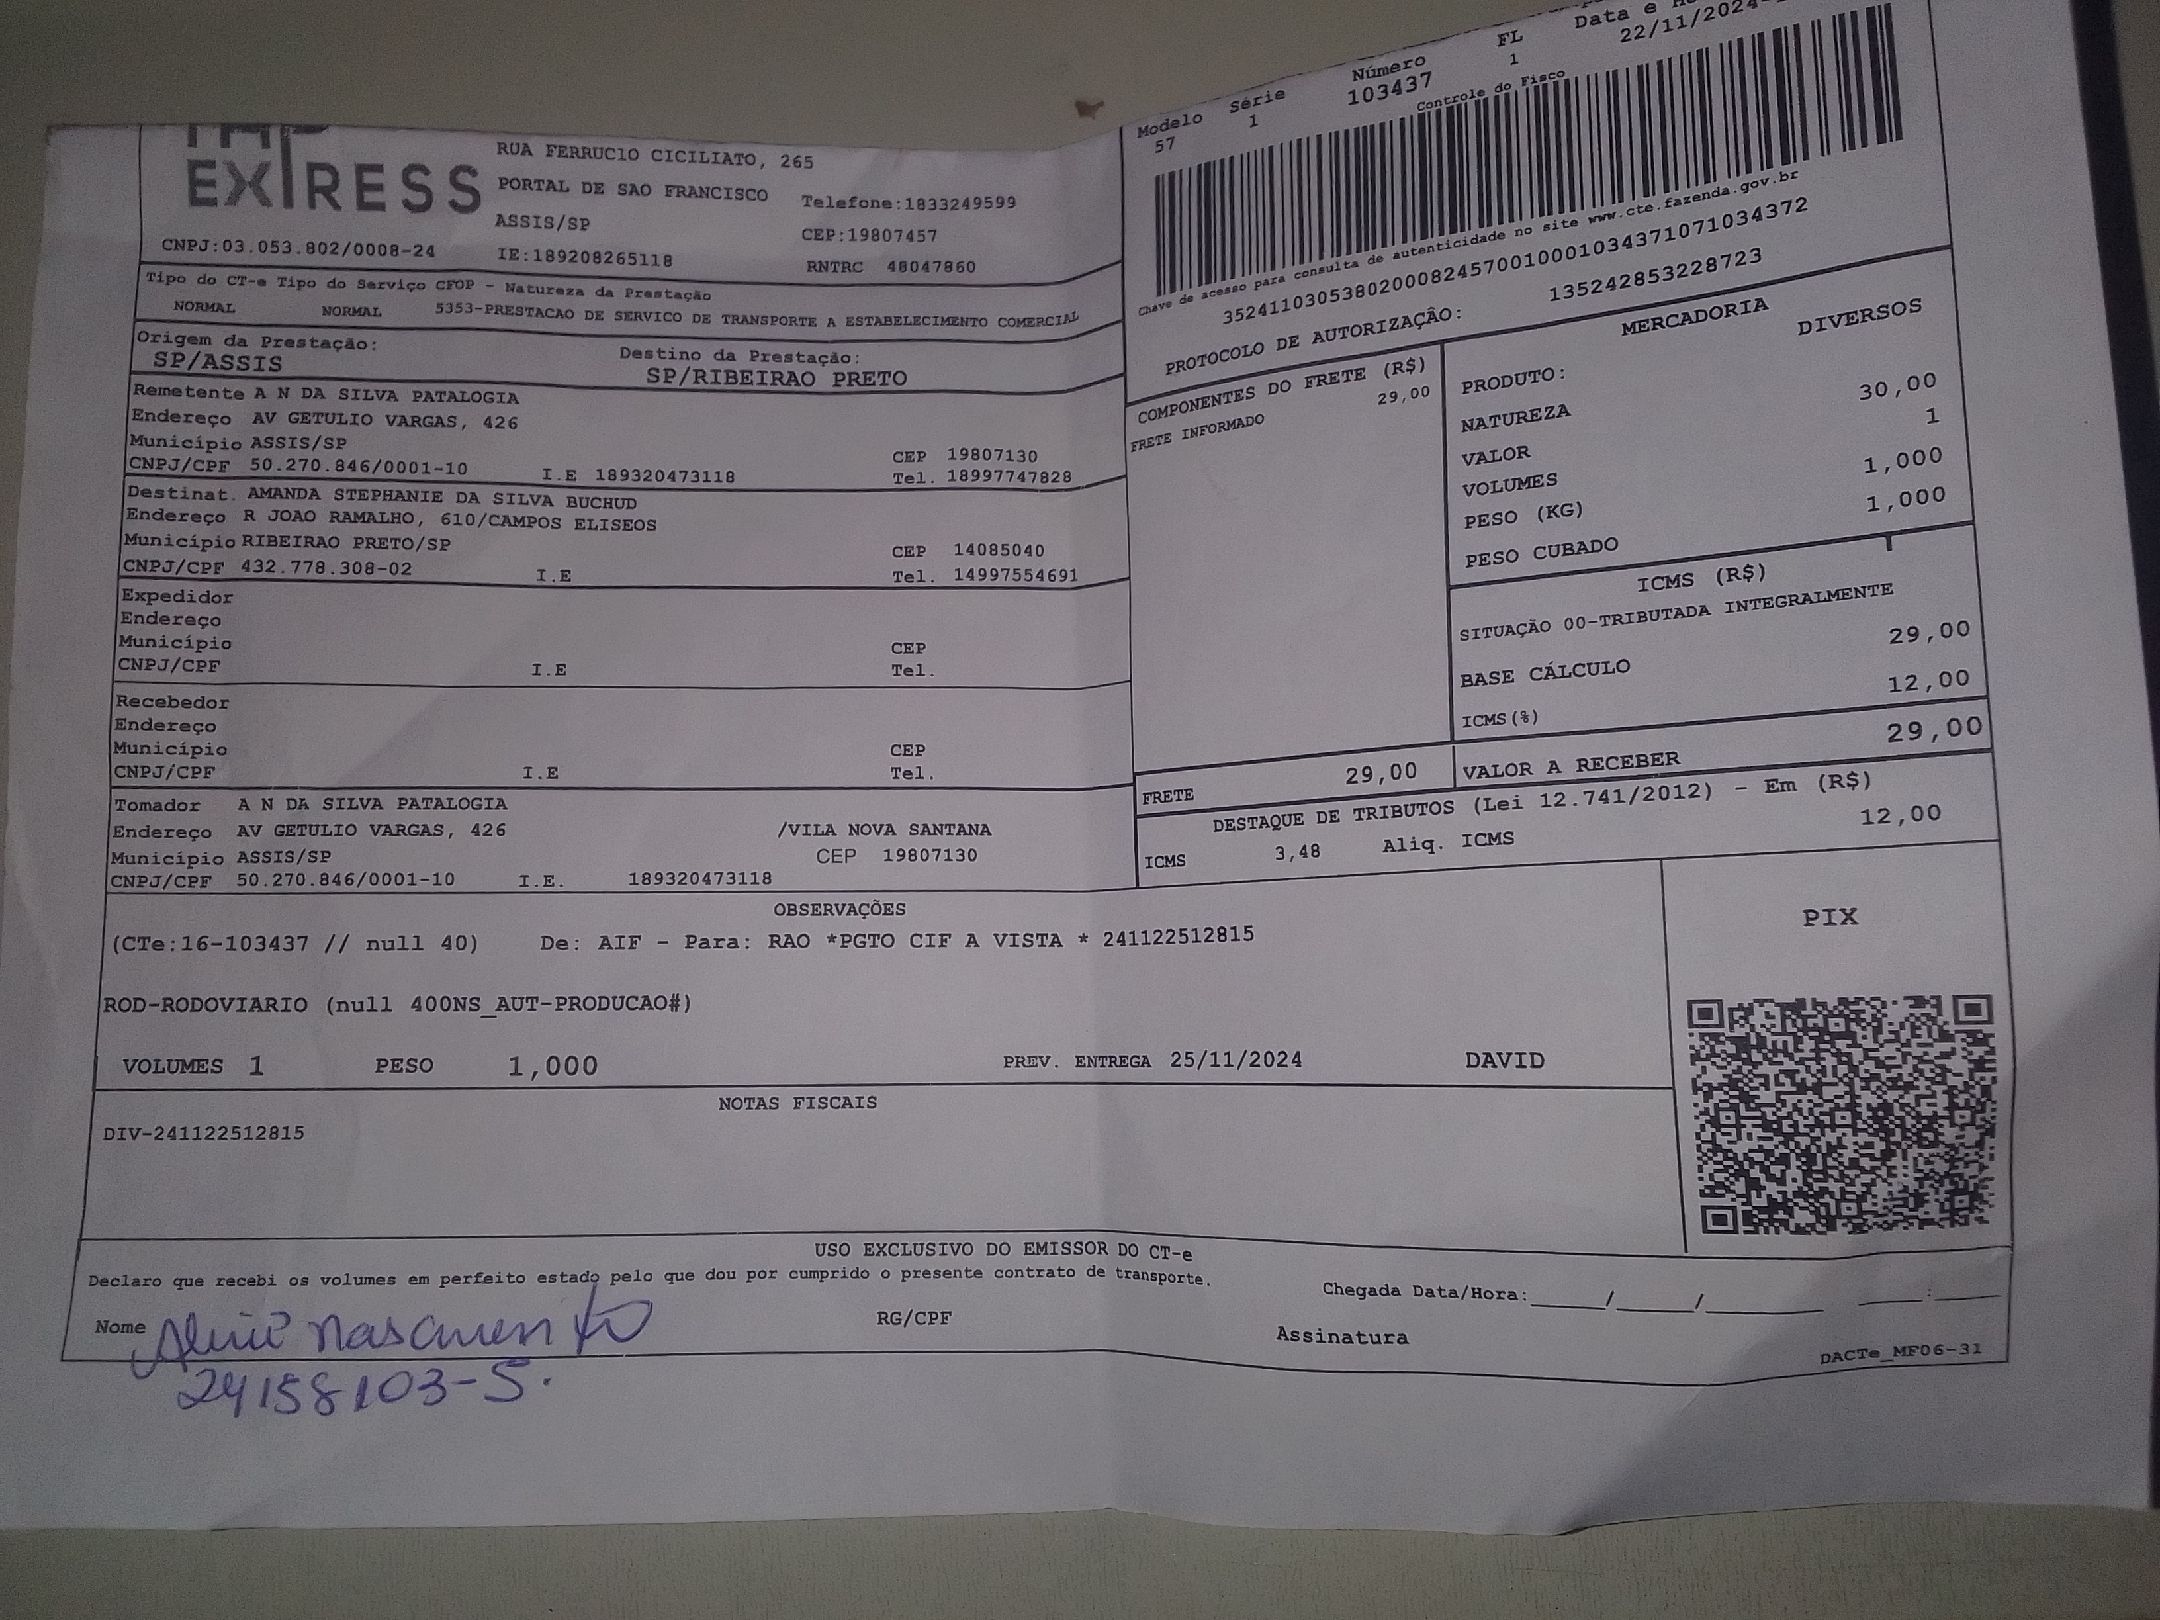 EXPRESS
RUA FERRUCIO CICILIATO, 265
PORTAL DE SAO FRANCISCO
Telefone:1833249599
ASSIS/SP
CEP:19807457
CNPJ:03.053.802/0008-24
IE:189208265118
RNTRC 48047860
Tipo do CT-e Tipo do Serviço CFOP - Natureza da Prestação
NORMAL NORMAL 5353-PRESTACAO DE SERVICO DE TRANSPORTE A ESTABELECIMENTO COMERCIAL
Origem da Prestação:
SP/ASSIS
Destino da Prestação:
SP/RIBEIRAO PRETO
Remetente A N DA SILVA PATALOGIA
Endereço AV GETULIO VARGAS, 426
Município ASSIS/SP
CEP 19807130
CNPJ/CPF 50.270.846/0001-10 I.E 189320473118 Tel. 18997747828
Destinat. AMANDA STEPHANIE DA SILVA BUCHUD
Endereço R JOAO RAMALHO, 610/CAMPOS ELISEOS
Município RIBEIRAO PRETO/SP CEP 14085040
CNPJ/CPF 432.778.308-02 I.E Tel. 14997554691
Expedidor
Endereço
Município CEP
CNPJ/CPF I.E Tel.
Recebedor
Endereço
Município CEP
CNPJ/CPF I.E Tel.
Tomador A N DA SILVA PATALOGIA
Endereço AV GETULIO VARGAS, 426 /VILA NOVA SANTANA
Município ASSIS/SP CEP 19807130
CNPJ/CPF 50.270.846/0001-10 I.E. 189320473118
Modelo Série Número FL Data e
57 1 103437 1 22/11/2024
Controle do Fisco
Chave de acesso para consulta de autenticidade no site www.cte.fazenda.gov.br
35241103053802000824570010001034371071034372
PROTOCOLO DE AUTORIZAÇÃO: 135242853228723
COMPONENTES DO FRETE (R$)
FRETE INFORMADO 29,00
MERCADORIA
PRODUTO: DIVERSOS
NATUREZA
VALOR 30,00
VOLUMES 1
PESO (KG) 1,000
PESO CUBADO 1,000
ICMS (R$)
SITUAÇÃO 00-TRIBUTADA INTEGRALMENTE
BASE CÁLCULO 29,00
ICMS(%) 12,00
FRETE 29,00 VALOR A RECEBER 29,00
DESTAQUE DE TRIBUTOS (Lei 12.741/2012) - Em (R$)
ICMS 3,48 Aliq. ICMS 12,00
OBSERVAÇÕES
(CTe:16-103437 // null 40) De: AIF - Para: RAO *PGTO CIF A VISTA * 241122512815
ROD-RODOVIARIO (null 400NS_AUT-PRODUCAO#)
VOLUMES 1 PESO 1,000 PREV. ENTREGA 25/11/2024 DAVID
PIX
NOTAS FISCAIS
DIV-241122512815
USO EXCLUSIVO DO EMISSOR DO CT-e
Declaro que recebi os volumes em perfeito estado pelo que dou por cumprido o presente contrato de transporte.
Chegada Data/Hora:_____/_____/_______ ____:____
Nome nascimento RG/CPF Assinatura
24158103-5.
DACTe_MF06-31